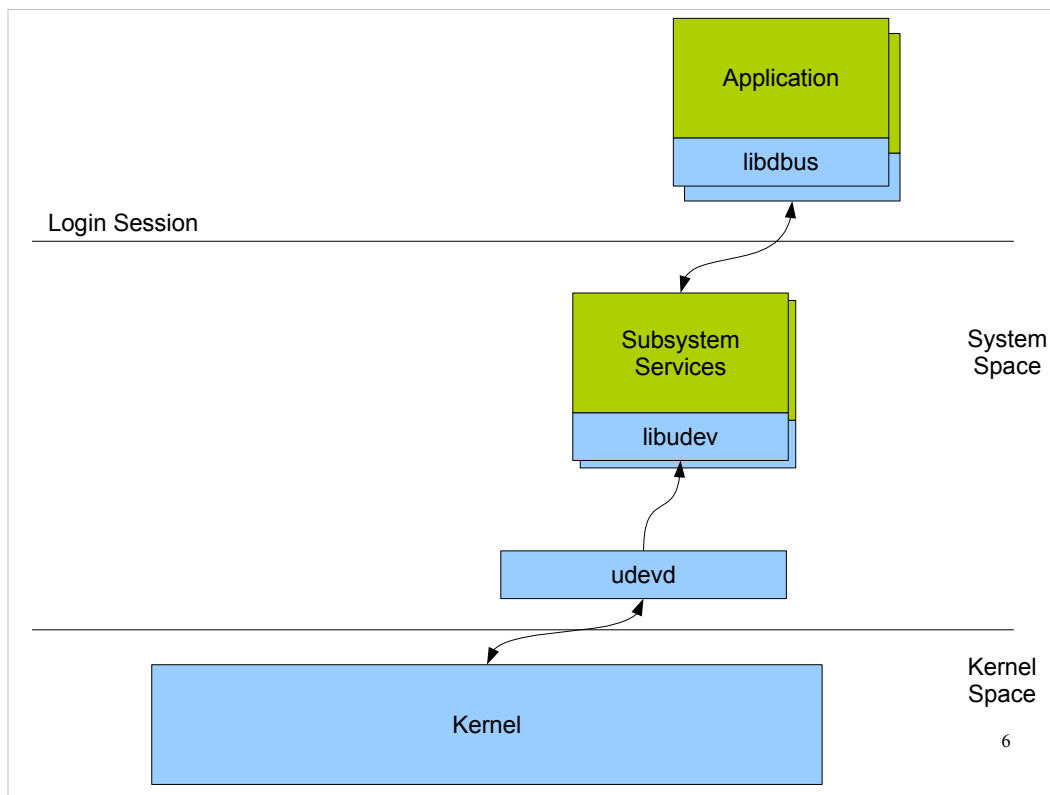 Application
libdbus
Login Session
Subsystem
Services
System
Space
libudev
udevd
Kernel
Space
Kernel
6